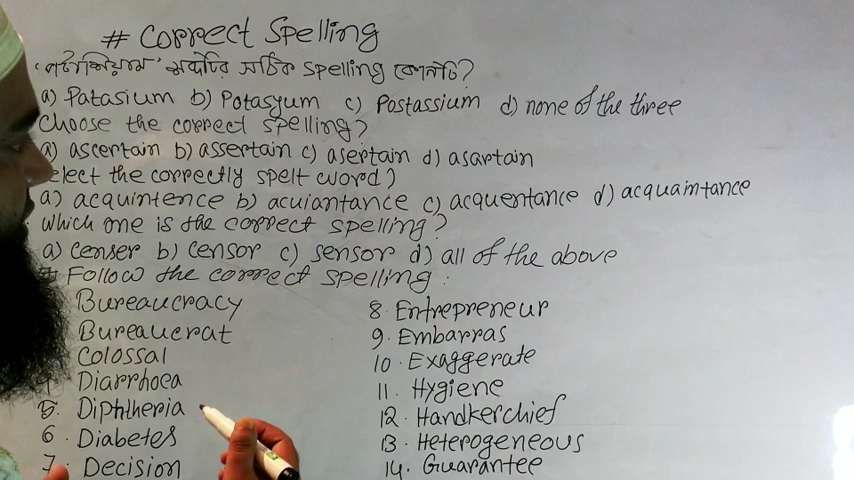 # Correct Spelling
'পটাশিয়াম' শব্দটির সঠিক spelling কোনটি?
a) Patasium b) Potasyum c) Postassium d) none of the three
Choose the correct spelling?
a) ascertain b) assertain c) asertain d) asartain
elect the correctly spelt word?
a) acquintence b) acuiantance c) acquentance d) acquaintance
Which one is the correct spelling?
a) censer b) censor c) sensor d) all of the above
# Follow the correct spelling:
Bureaucracy
Bureaucrat
Colossal
Diarrhoea
5. Diphtheria
6. Diabetes
7. Decision
8. Entrepreneur
9. Embarras
10. Exaggerate
11. Hygiene
12. Handkerchief
13. Heterogeneous
14. Guarantee